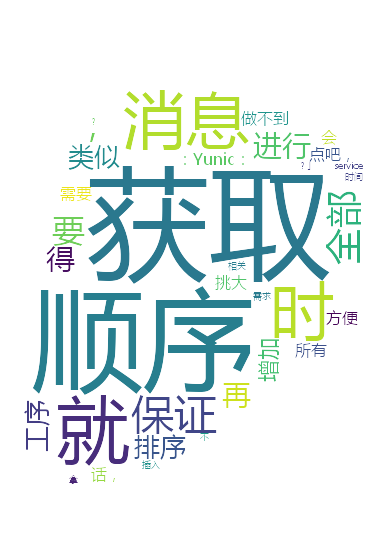 消息
做不到
，
会
类似
：Yunic：
进行
点吧，
service
时间
获取
需要
全部
要
得
相关
挑大
需求
顺序
时
方便
增加
所有
就
保证
再
工序
排序
不
插入
话，